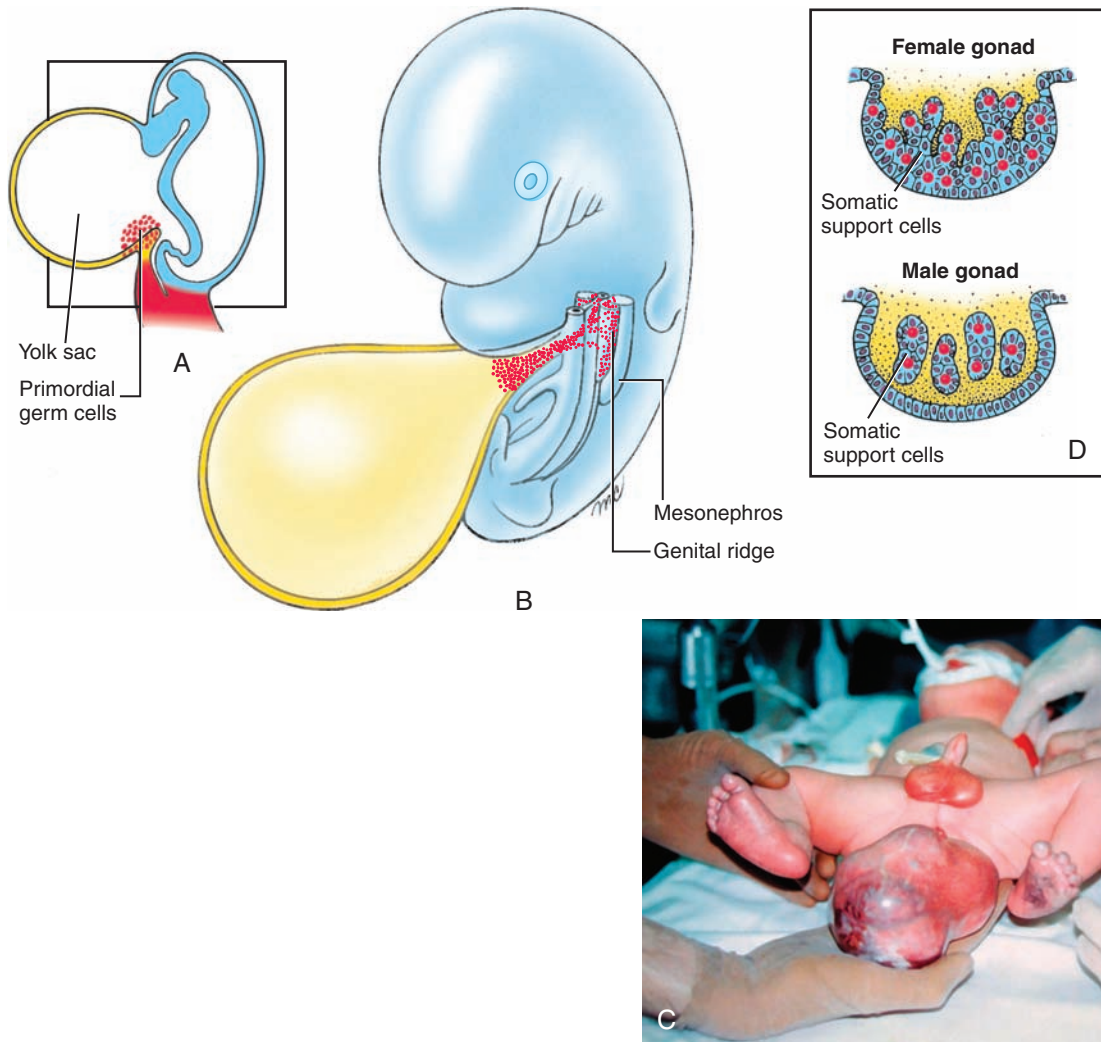 Yolk sac
Primordial
germ cells
A
B
Mesonephros
Genital ridge
Female gonad
Somatic
support cells
Male gonad
Somatic
support cells
D
C